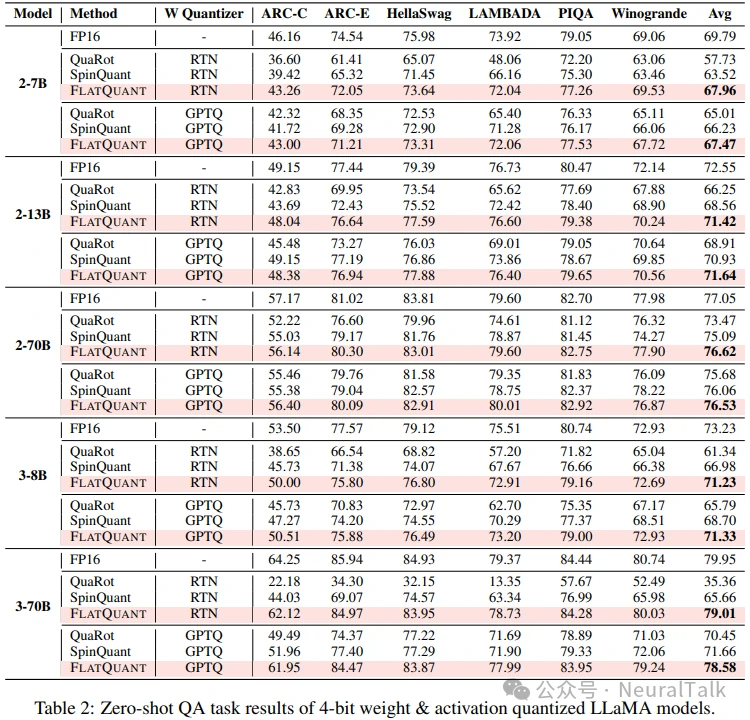 Model Method W Quantizer ARC-C ARC-E HellaSwag LAMBADA PIQA Winogrande Avg
FP16 - 46.16 74.54 75.98 73.92 79.05 69.06 69.79
QuaRot RTN 36.60 61.41 65.07 48.06 72.20 63.06 57.73
SpinQuant RTN 39.42 65.32 71.45 66.16 75.30 63.46 63.52
2-7B FLATQUANT RTN 43.26 72.05 73.64 72.04 77.26 69.53 67.96
QuaRot GPTQ 42.32 68.35 72.53 65.40 76.33 65.11 65.01
SpinQuant GPTQ 41.72 69.28 72.90 71.28 76.17 66.06 66.23
FLATQUANT GPTQ 43.00 71.21 73.31 72.06 77.53 67.72 67.47
FP16 - 49.15 77.44 79.39 76.73 80.47 72.14 72.55
QuaRot RTN 42.83 69.95 73.54 65.62 77.69 67.88 66.25
SpinQuant RTN 43.69 72.43 75.52 72.42 78.40 68.90 68.56
2-13B FLATQUANT RTN 48.04 76.64 77.59 76.60 79.38 70.24 71.42
QuaRot GPTQ 45.48 73.27 76.03 69.01 79.05 70.64 68.91
SpinQuant GPTQ 49.15 77.19 76.86 73.86 78.67 69.85 70.93
FLATQUANT GPTQ 48.38 76.94 77.88 76.40 79.65 70.56 71.64
FP16 - 57.17 81.02 83.81 79.60 82.70 77.98 77.05
QuaRot RTN 52.22 76.60 79.96 74.61 81.12 76.32 73.47
SpinQuant RTN 55.03 79.17 81.76 78.87 81.45 74.27 75.09
2-70B FLATQUANT RTN 56.14 80.30 83.01 79.60 82.75 77.90 76.62
QuaRot GPTQ 55.46 79.76 81.58 79.35 81.83 76.09 75.68
SpinQuant GPTQ 55.38 79.04 82.57 78.75 82.37 78.22 76.06
FLATQUANT GPTQ 56.40 80.09 82.91 80.01 82.92 76.87 76.53
FP16 - 53.50 77.57 79.12 75.51 80.74 72.93 73.23
QuaRot RTN 38.65 66.54 68.82 57.20 71.82 65.04 61.34
SpinQuant RTN 45.73 71.38 74.07 67.67 76.66 66.38 66.98
3-8B FLATQUANT RTN 50.00 75.80 76.80 72.91 79.16 72.69 71.23
QuaRot GPTQ 45.73 70.83 72.97 62.70 75.35 67.17 65.79
SpinQuant GPTQ 47.27 74.20 74.55 70.29 77.37 68.51 68.70
FLATQUANT GPTQ 50.51 75.88 76.49 73.20 79.00 72.93 71.33
FP16 - 64.25 85.94 84.93 79.37 84.44 80.74 79.95
QuaRot RTN 22.18 34.30 32.15 13.35 57.67 52.49 35.36
SpinQuant RTN 44.03 69.07 74.57 63.34 76.99 65.98 65.66
3-70B FLATQUANT RTN 62.12 84.97 83.95 78.73 84.28 80.03 79.01
QuaRot GPTQ 49.49 74.37 77.22 71.69 78.89 71.03 70.45
SpinQuant GPTQ 51.96 77.40 77.29 71.90 79.33 72.06 71.66
FLATQUANT GPTQ 61.95 84.47 83.87 77.99 83.95 79.24 78.58
公众号 · NeuralTalk
Table 2: Zero-shot QA task results of 4-bit weight & activation quantized LLaMA models.